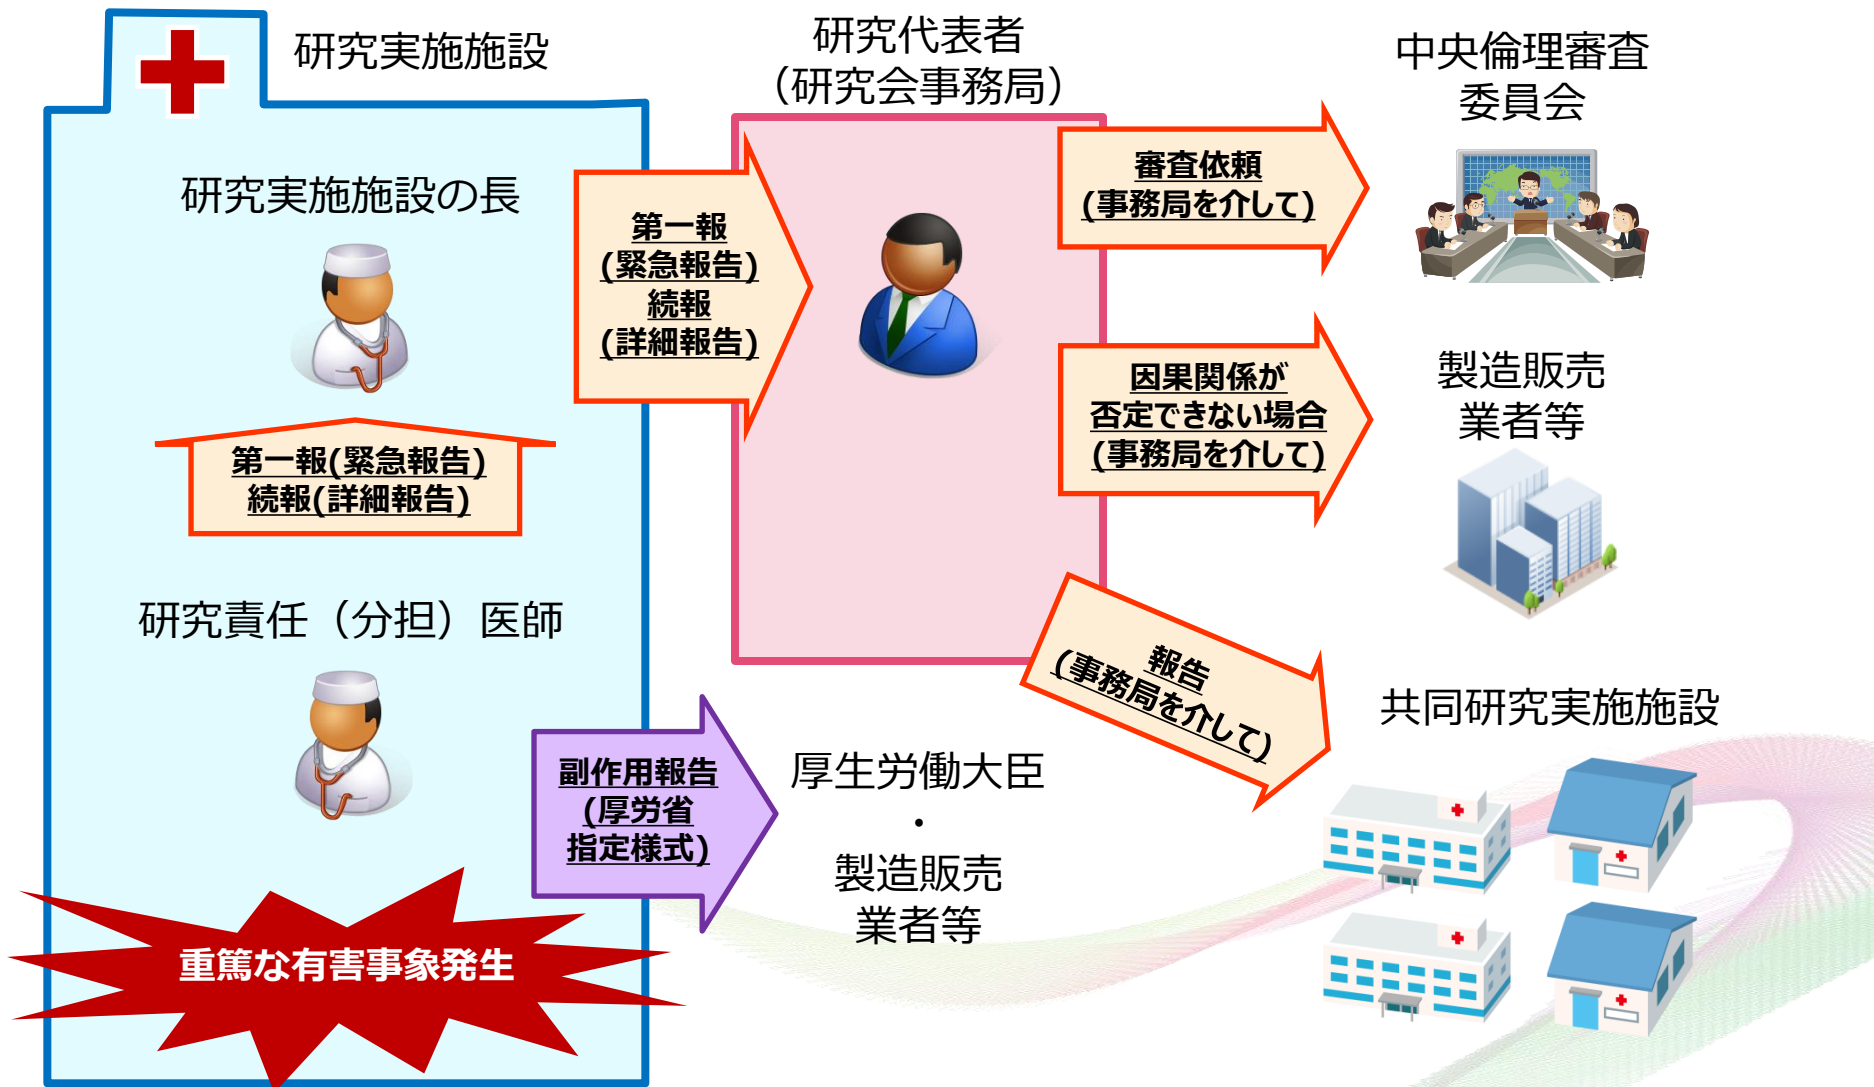 研究実施施設
研究実施施設の長
第一報(緊急報告)
続報(詳細報告)
研究責任（分担）医師
重篤な有害事象発生
第一報
(緊急報告)
続報
(詳細報告)
副作用報告
(厚労省
指定様式)
研究代表者
（研究会事務局）
厚生労働大臣
・
製造販売
業者等
審査依頼
(事務局を介して)
因果関係が
否定できない場合
(事務局を介して)
報告
(事務局を介して)
中央倫理審査
委員会
製造販売
業者等
共同研究実施施設